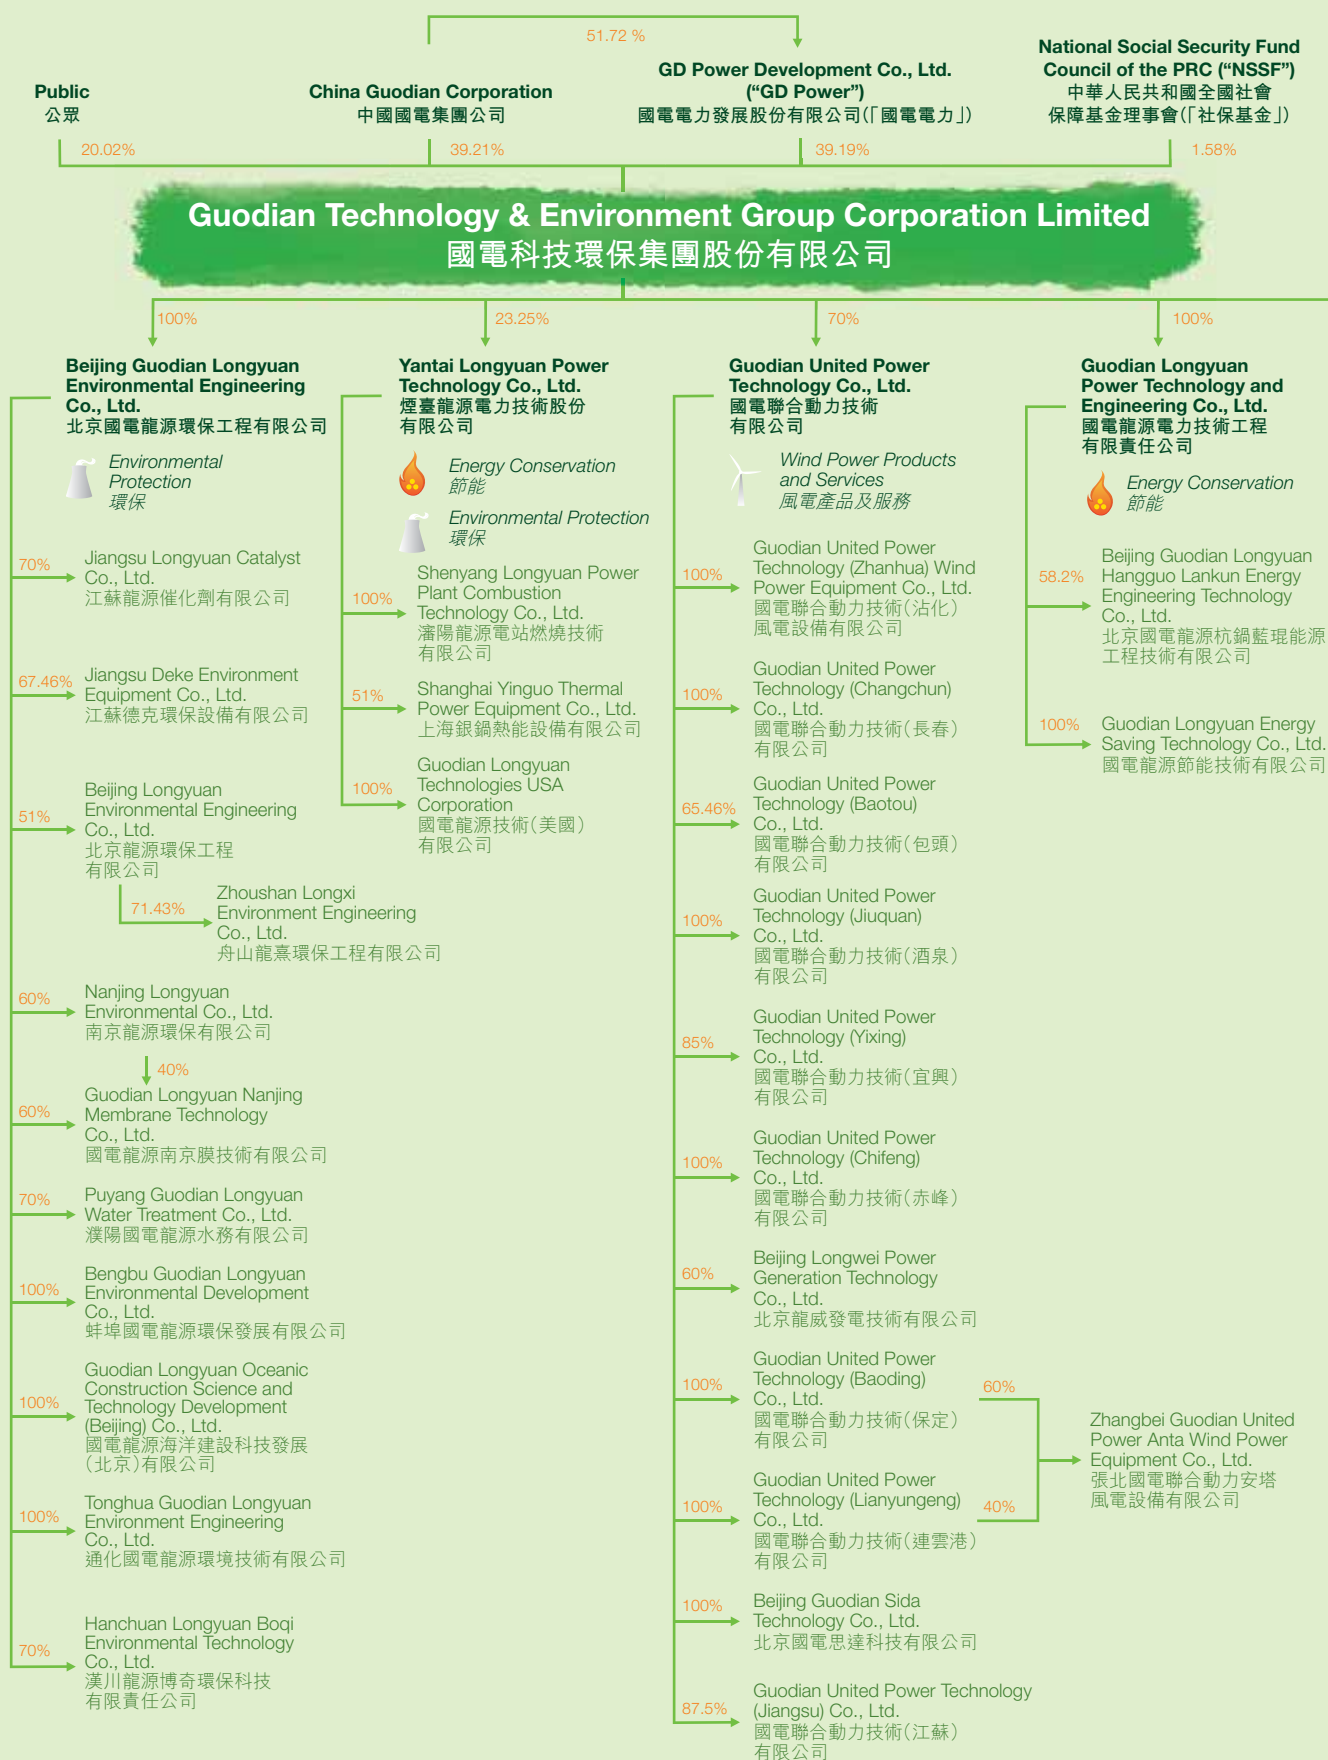 51.72 %
Public
公眾
China Guodian Corporation
中國國電集團公司
GD Power Development Co., Ltd.
(“GD Power”)
國電電力發展股份有限公司(「國電電力」)
National Social Security Fund
Council of the PRC (“NSSF”)
中華人民共和國全國社會
保障基金理事會(「社保基金」)
20.02%
39.21%
39.19%
1.58%
Guodian Technology & Environment Group Corporation Limited
國電科技環保集團股份有限公司
100%
23.25%
70%
100%
Beijing Guodian Longyuan
Environmental Engineering
Co., Ltd.
北京國電龍源環保工程有限公司
Environmental
Protection
環保
70%
Jiangsu Longyuan Catalyst
Co., Ltd.
江蘇龍源催化劑有限公司
67.46%
Jiangsu Deke Environment
Equipment Co., Ltd.
江蘇德克環保設備有限公司
51%
Beijing Longyuan
Environmental Engineering
Co., Ltd.
北京龍源環保工程
有限公司
71.43%
Zhoushan Longxi
Environment Engineering
Co., Ltd.
舟山龍熹環保工程有限公司
60%
Nanjing Longyuan
Environmental Co., Ltd.
南京龍源環保有限公司
40%
60%
Guodian Longyuan Nanjing
Membrane Technology
Co., Ltd.
國電龍源南京膜技術有限公司
70%
Puyang Guodian Longyuan
Water Treatment Co., Ltd.
濮陽國電龍源水務有限公司
100%
Bengbu Guodian Longyuan
Environmental Development
Co., Ltd.
蚌埠國電龍源環保發展有限公司
100%
Guodian Longyuan Oceanic
Construction Science and
Technology Development
(Beijing) Co., Ltd.
國電龍源海洋建設科技發展
(北京)有限公司
100%
Tonghua Guodian Longyuan
Environment Engineering
Co., Ltd.
通化國電龍源環境技術有限公司
70%
Hanchuan Longyuan Boqi
Environmental Technology
Co., Ltd.
漢川龍源博奇環保科技
有限責任公司
Yantai Longyuan Power
Technology Co., Ltd.
煙臺龍源電力技術股份
有限公司
Energy Conservation
節能
Environmental Protection
環保
100%
Shenyang Longyuan Power
Plant Combustion
Technology Co., Ltd.
瀋陽龍源電站燃燒技術
有限公司
51%
Shanghai Yinguo Thermal
Power Equipment Co., Ltd.
上海銀鍋熱能設備有限公司
100%
Guodian Longyuan
Technologies USA
Corporation
國電龍源技術(美國)
有限公司
Guodian United Power
Technology Co., Ltd.
國電聯合動力技術
有限公司
Wind Power Products
and Services
風電產品及服務
100%
Guodian United Power
Technology (Zhanhua) Wind
Power Equipment Co., Ltd.
國電聯合動力技術(沾化)
風電設備有限公司
100%
Guodian United Power
Technology (Changchun)
Co., Ltd.
國電聯合動力技術(長春)
有限公司
65.46%
Guodian United Power
Technology (Baotou)
Co., Ltd.
國電聯合動力技術(包頭)
有限公司
100%
Guodian United Power
Technology (Jiuquan)
Co., Ltd.
國電聯合動力技術(酒泉)
有限公司
85%
Guodian United Power
Technology (Yixing)
Co., Ltd.
國電聯合動力技術(宜興)
有限公司
100%
Guodian United Power
Technology (Chifeng)
Co., Ltd.
國電聯合動力技術(赤峰)
有限公司
60%
Beijing Longwei Power
Generation Technology
Co., Ltd.
北京龍威發電技術有限公司
100%
Guodian United Power
Technology (Baoding)
Co., Ltd.
國電聯合動力技術(保定)
有限公司
60%
100%
Guodian United Power
Technology (Lianyungeng)
Co., Ltd.
國電聯合動力技術(連雲港)
有限公司
40%
Zhangbei Guodian United
Power Anta Wind Power
Equipment Co., Ltd.
張北國電聯合動力安塔
風電設備有限公司
100%
Beijing Guodian Sida
Technology Co., Ltd.
北京國電思達科技有限公司
87.5%
Guodian United Power Technology
(Jiangsu) Co., Ltd.
國電聯合動力技術(江蘇)
有限公司
Guodian Longyuan
Power Technology and
Engineering Co., Ltd.
國電龍源電力技術工程
有限責任公司
Energy Conservation
節能
58.2%
Beijing Guodian Longyuan
Hangguo Lankun Energy
Engineering Technology
Co., Ltd.
北京國電龍源杭鍋藍琨能源
工程技術有限公司
100%
Guodian Longyuan Energy
Saving Technology Co., Ltd.
國電龍源節能技術有限公司